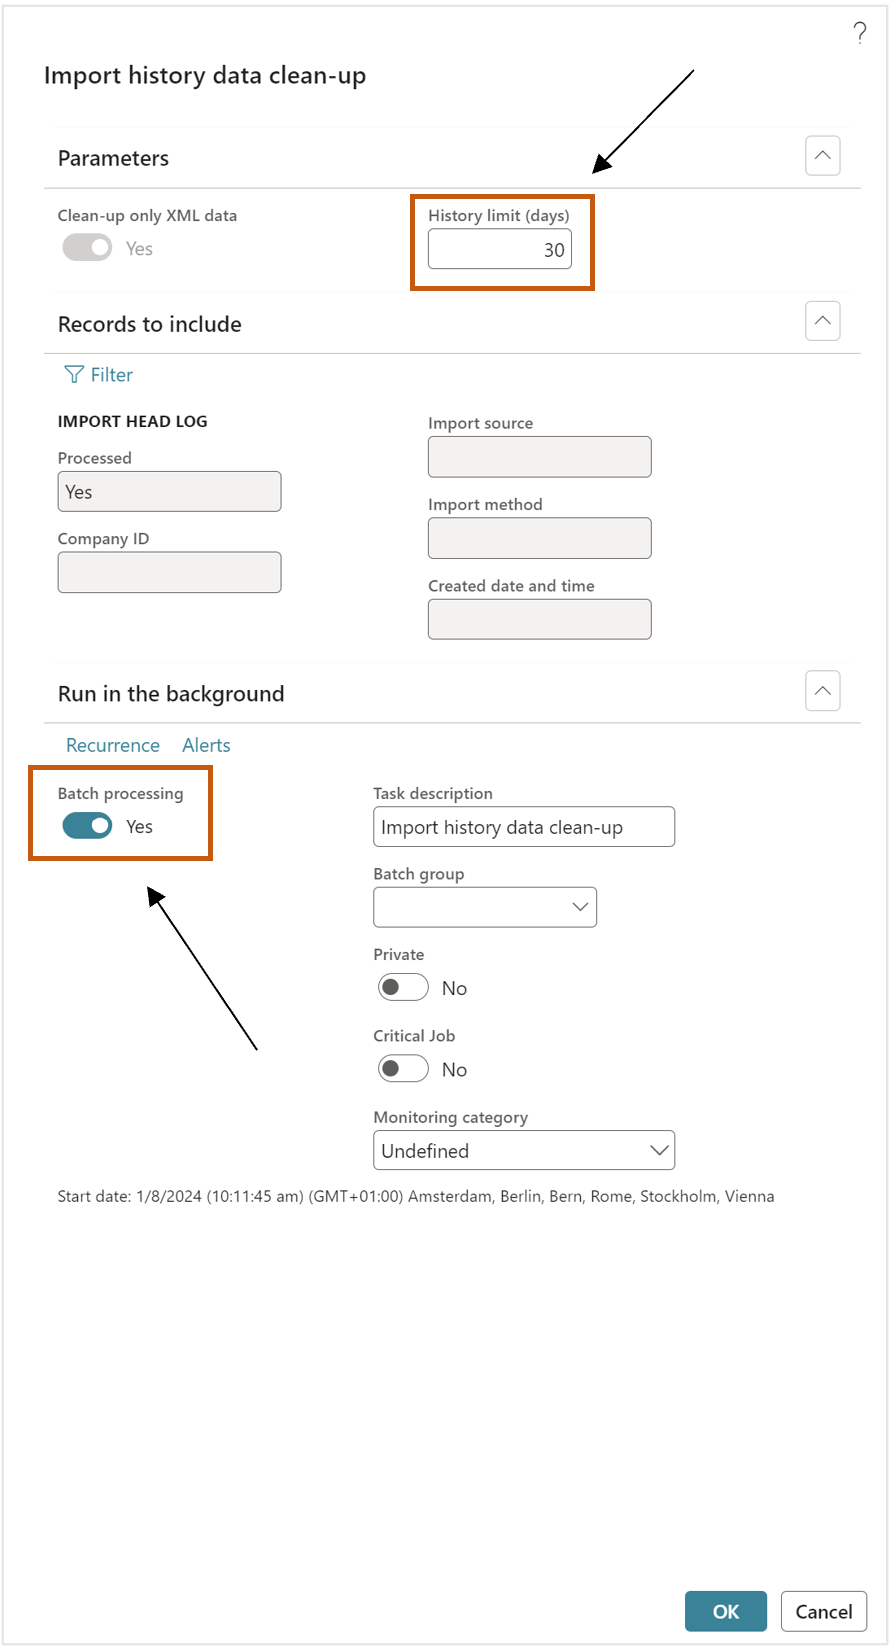 ?
Import history data clean-up
Parameters
Clean-up only XML data
Yes
History limit (days)
30
Records to include
Filter
IMPORT HEAD LOG
Processed
Yes
Company ID
Import source
Import method
Created date and time
Run in the background
Recurrence Alerts
Batch processing
Yes
Task description
Import history data clean-up
Batch group
Private
No
Critical Job
No
Monitoring category
Undefined
Start date: 1/8/2024 (10:11:45 am) (GMT+01:00) Amsterdam, Berlin, Bern, Rome, Stockholm, Vienna
OK Cancel